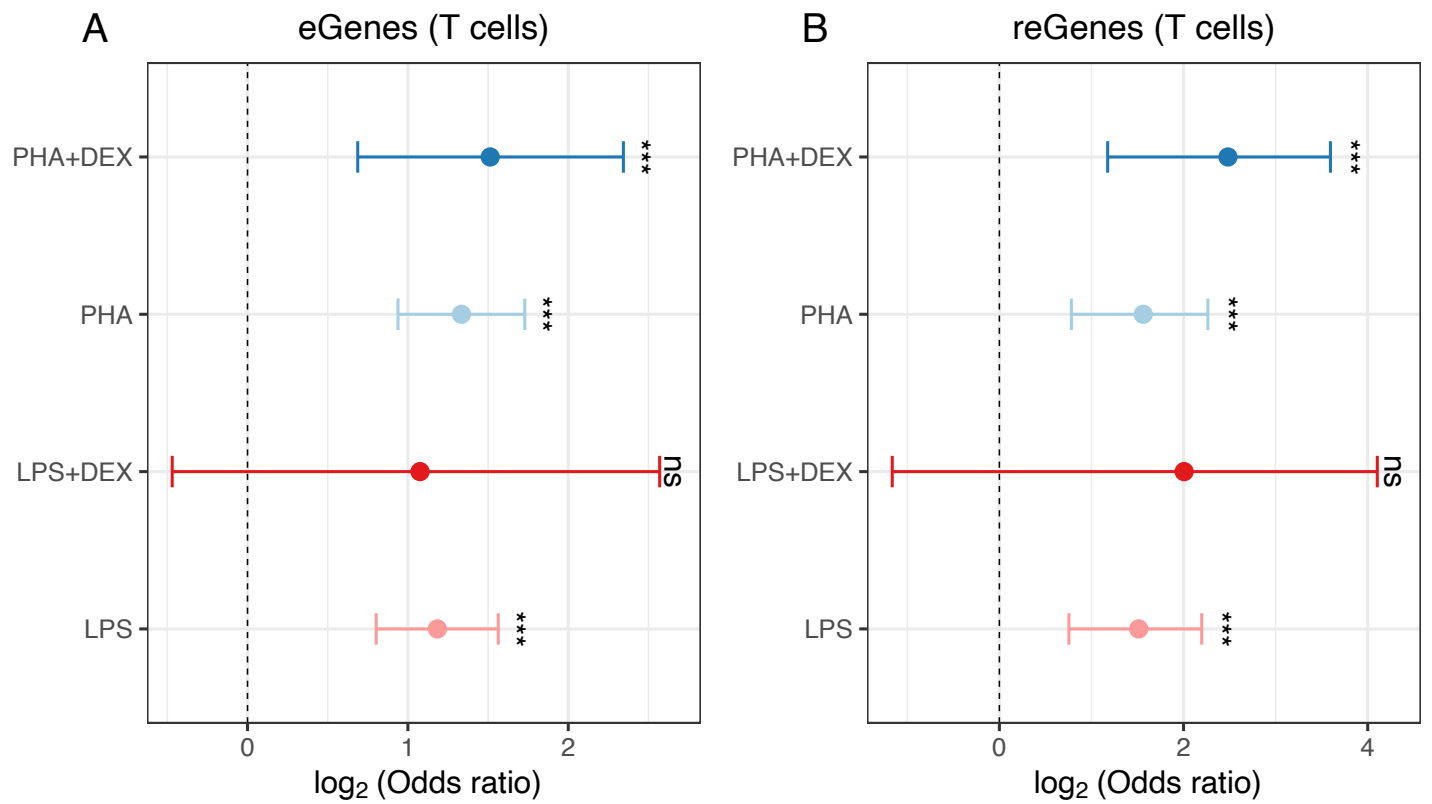 A
eGenes (T cells)
PHA+DEX
***
PHA
***
LPS+DEX
ns
LPS
***
0 1 2
log₂ (Odds ratio)
B
reGenes (T cells)
PHA+DEX
***
PHA
***
LPS+DEX
ns
LPS
***
0 2 4
log₂ (Odds ratio)